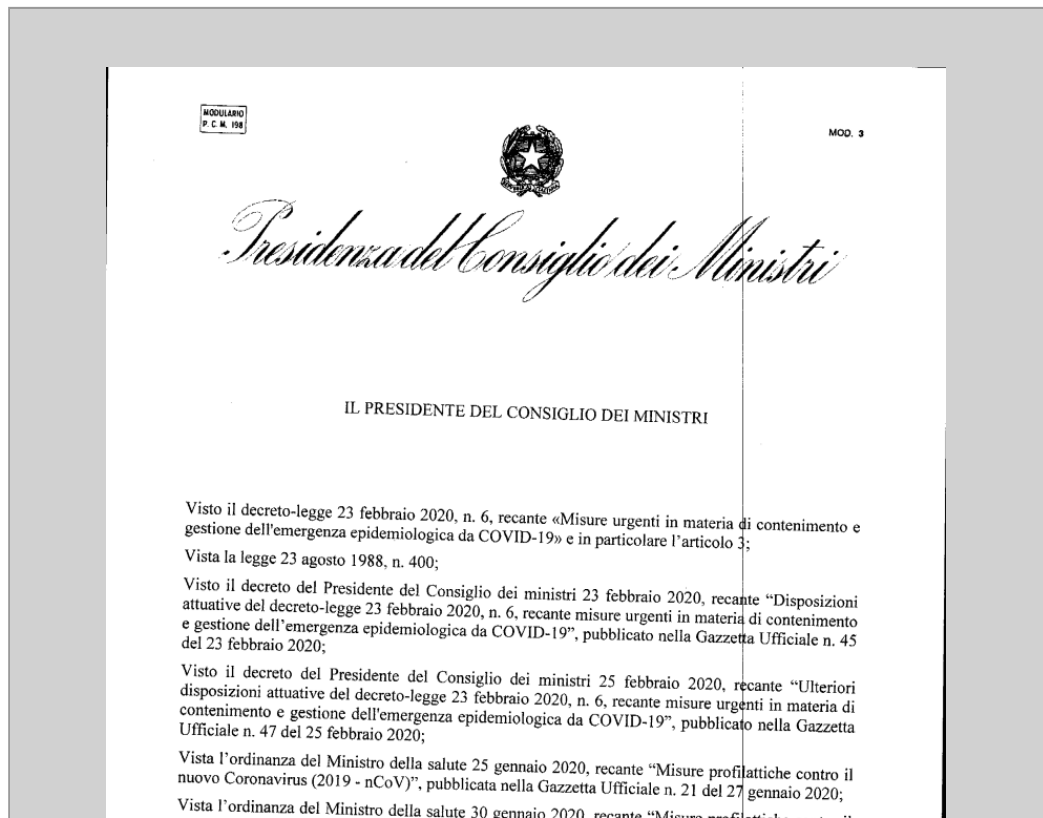 MODULARIO
P. C. M. 198
MOD. 3
Presidenza del Consiglio dei Ministri
IL PRESIDENTE DEL CONSIGLIO DEI MINISTRI
Visto il decreto-legge 23 febbraio 2020, n. 6, recante «Misure urgenti in materia di contenimento e
gestione dell'emergenza epidemiologica da COVID-19» e in particolare l’articolo 3;
Vista la legge 23 agosto 1988, n. 400;
Visto il decreto del Presidente del Consiglio dei ministri 23 febbraio 2020, recante “Disposizioni
attuative del decreto-legge 23 febbraio 2020, n. 6, recante misure urgenti in materia di contenimento
e gestione dell’emergenza epidemiologica da COVID-19”, pubblicato nella Gazzetta Ufficiale n. 45
del 23 febbraio 2020;
Visto il decreto del Presidente del Consiglio dei ministri 25 febbraio 2020, recante “Ulteriori
disposizioni attuative del decreto-legge 23 febbraio 2020, n. 6, recante misure urgenti in materia di
contenimento e gestione dell'emergenza epidemiologica da COVID-19”, pubblicato nella Gazzetta
Ufficiale n. 47 del 25 febbraio 2020;
Vista l’ordinanza del Ministro della salute 25 gennaio 2020, recante “Misure profilattiche contro il
nuovo Coronavirus (2019 - nCoV)”, pubblicata nella Gazzetta Ufficiale n. 21 del 27 gennaio 2020;
Vista l’ordinanza del Ministro della salute 30 gennaio 2020, recante “Misure profilattiche contro il